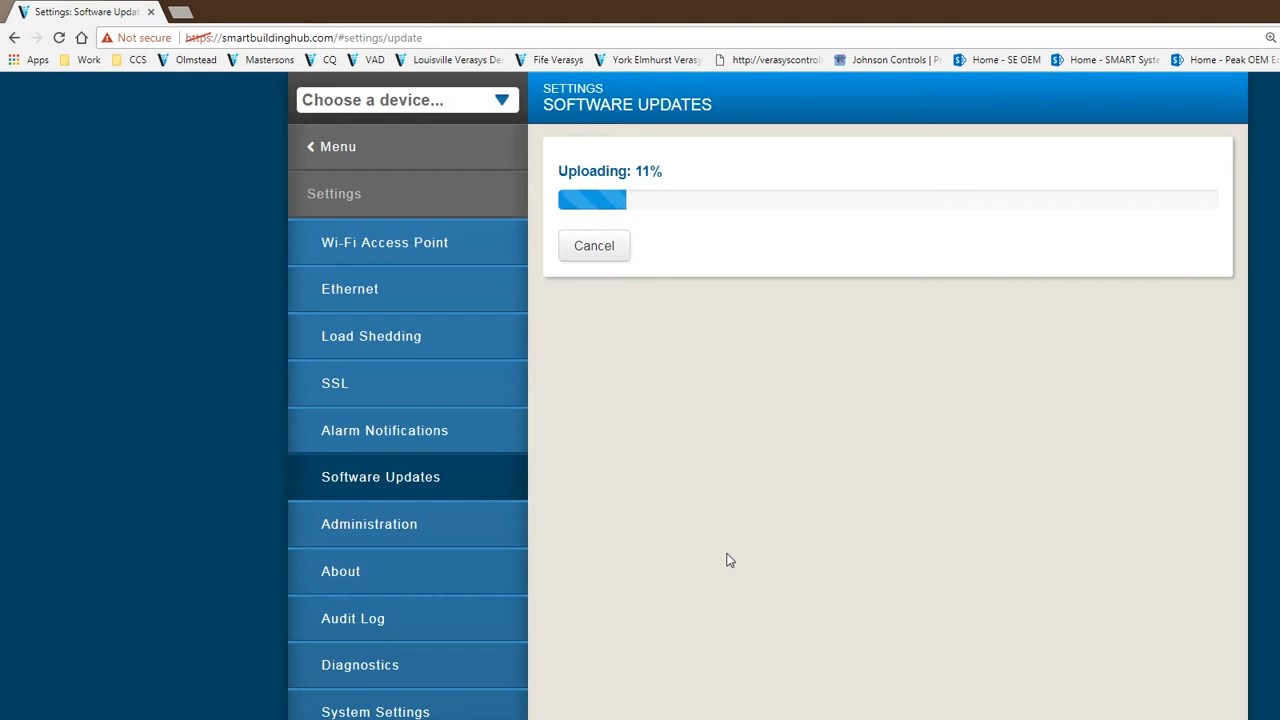 Settings: Software Updat
Not secure
https://smartbuildinghub.com/#settings/update
Apps
Work
CCS
Olmstead
Mastersons
CQ
VAD
Louisville Verasys De
Fife Verasys
York Elmhurst Verasy
http://verasyscontrol
Johnson Controls | Pr
Home - SE OEM
Home - SMART Syste
Home - Peak OEM E
Choose a device...
Menu
Settings
Wi-Fi Access Point
Ethernet
Load Shedding
SSL
Alarm Notifications
Software Updates
Administration
About
Audit Log
Diagnostics
System Settings
SETTINGS
SOFTWARE UPDATES
Uploading: 11%
Cancel